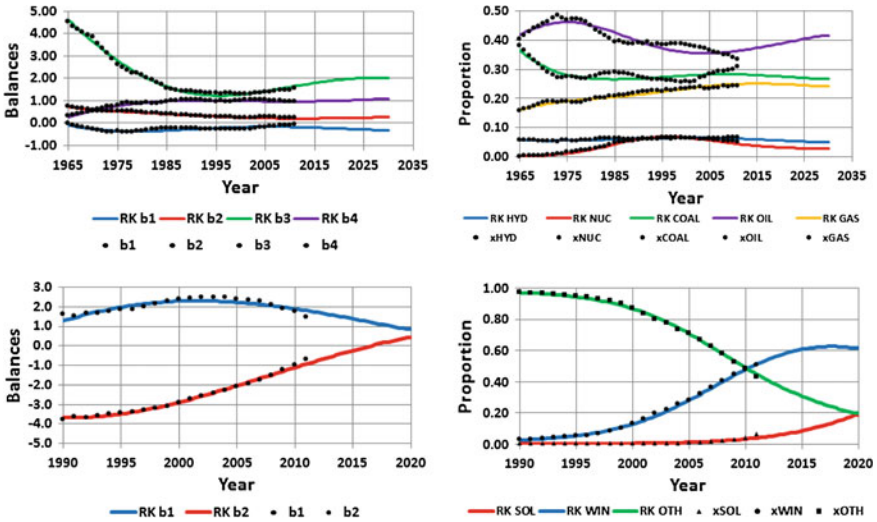 5.00
4.00
3.00
2.00
1.00
0.00
-1.00
Balances
1965 1975 1985 1995 2005 2015 2025 2035
Year
RK b1 RK b2 RK b3 RK b4
b1 b2 b3 b4
0.50
0.40
0.30
0.20
0.10
0.00
Proportion
1965 1975 1985 1995 2005 2015 2025 2035
Year
RK HYD RK NUC RK COAL RK OIL RK GAS
xHYD xNUC xCOAL xOIL xGAS
3.0
2.0
1.0
0.0
-1.0
-2.0
-3.0
-4.0
-5.0
Balances
1990 1995 2000 2005 2010 2015 2020
Year
RK b1 RK b2 b1 b2
1.00
0.80
0.60
0.40
0.20
0.00
Proportion
1990 1995 2000 2005 2010 2015 2020
Year
RK SOL RK WIN RK OTH xSOL xWIN xOTH